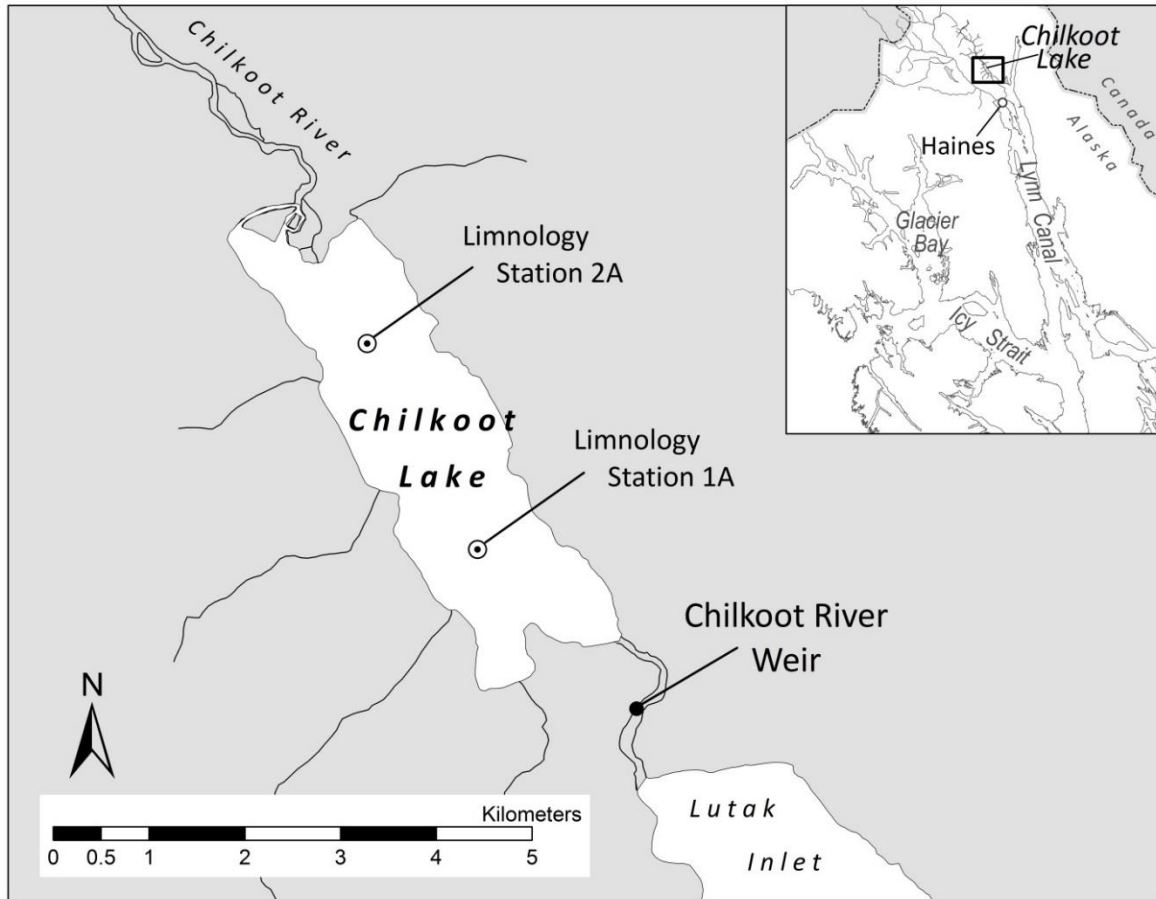 Chilkoot River
Limnology
Station 2A
Chilkoot
Lake
Limnology
Station 1A
Chilkoot River
Weir
Lutak
Inlet
N
Kilometers
0 0.5 1 2 3 4 5
Chilkoot
Lake
Canada
Alaska
Haines
Lynn Canal
Glacier
Bay
Icy Strait